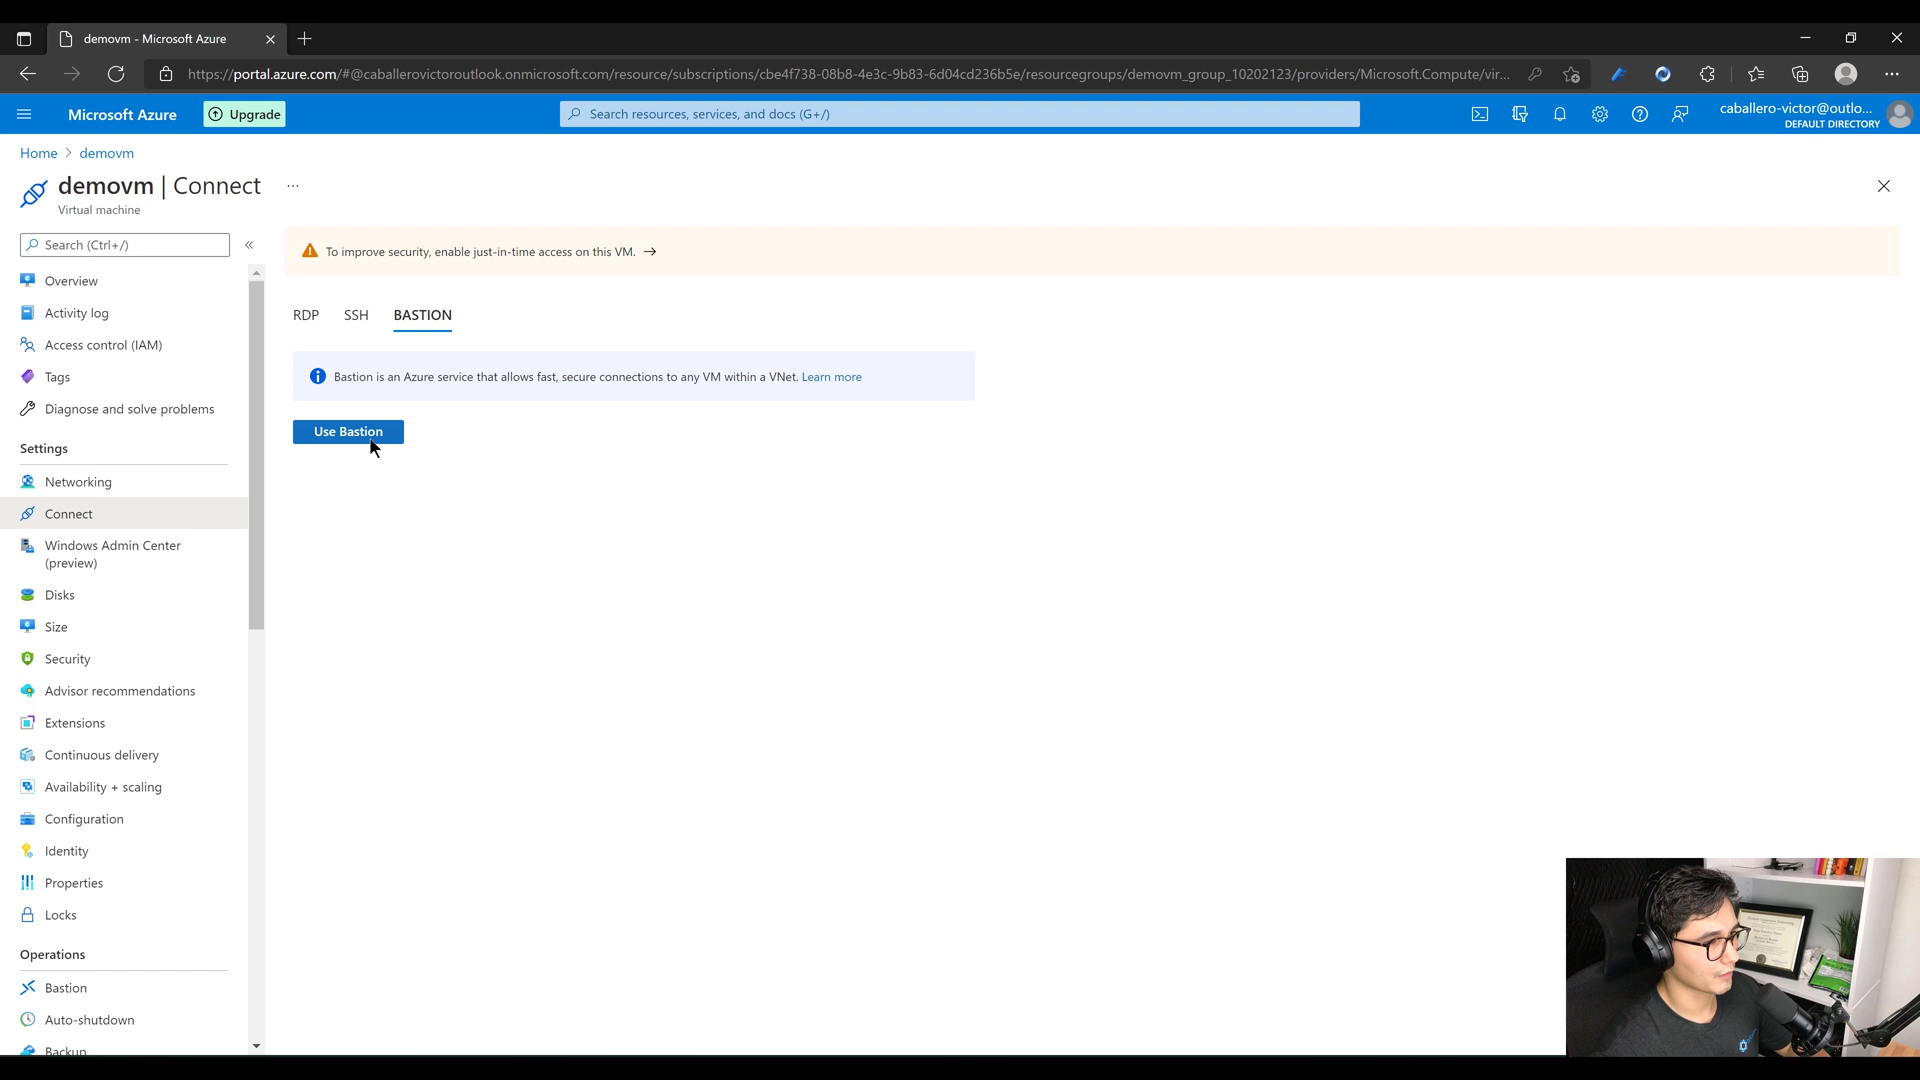 demovm - Microsoft Azure
https://portal.azure.com/#@caballerovictoroutlook.onmicrosoft.com/resource/subscriptions/cbe4f738-08b8-4e3c-9b83-6d04cd236b5e/resourcegroups/demovm_group_10202123/providers/Microsoft.Compute/vir...
Microsoft Azure
Upgrade
Search resources, services, and docs (G+/)
caballero-victor@outlo...
DEFAULT DIRECTORY
Home > demovm
demovm | Connect ...
Virtual machine
Search (Ctrl+/)
«
Overview
Activity log
Access control (IAM)
Tags
Diagnose and solve problems
Settings
Networking
Connect
Windows Admin Center
(preview)
Disks
Size
Security
Advisor recommendations
Extensions
Continuous delivery
Availability + scaling
Configuration
Identity
Properties
Locks
Operations
Bastion
Auto-shutdown
Backup
To improve security, enable just-in-time access on this VM. →
RDP SSH BASTION
Bastion is an Azure service that allows fast, secure connections to any VM within a VNet. Learn more
Use Bastion